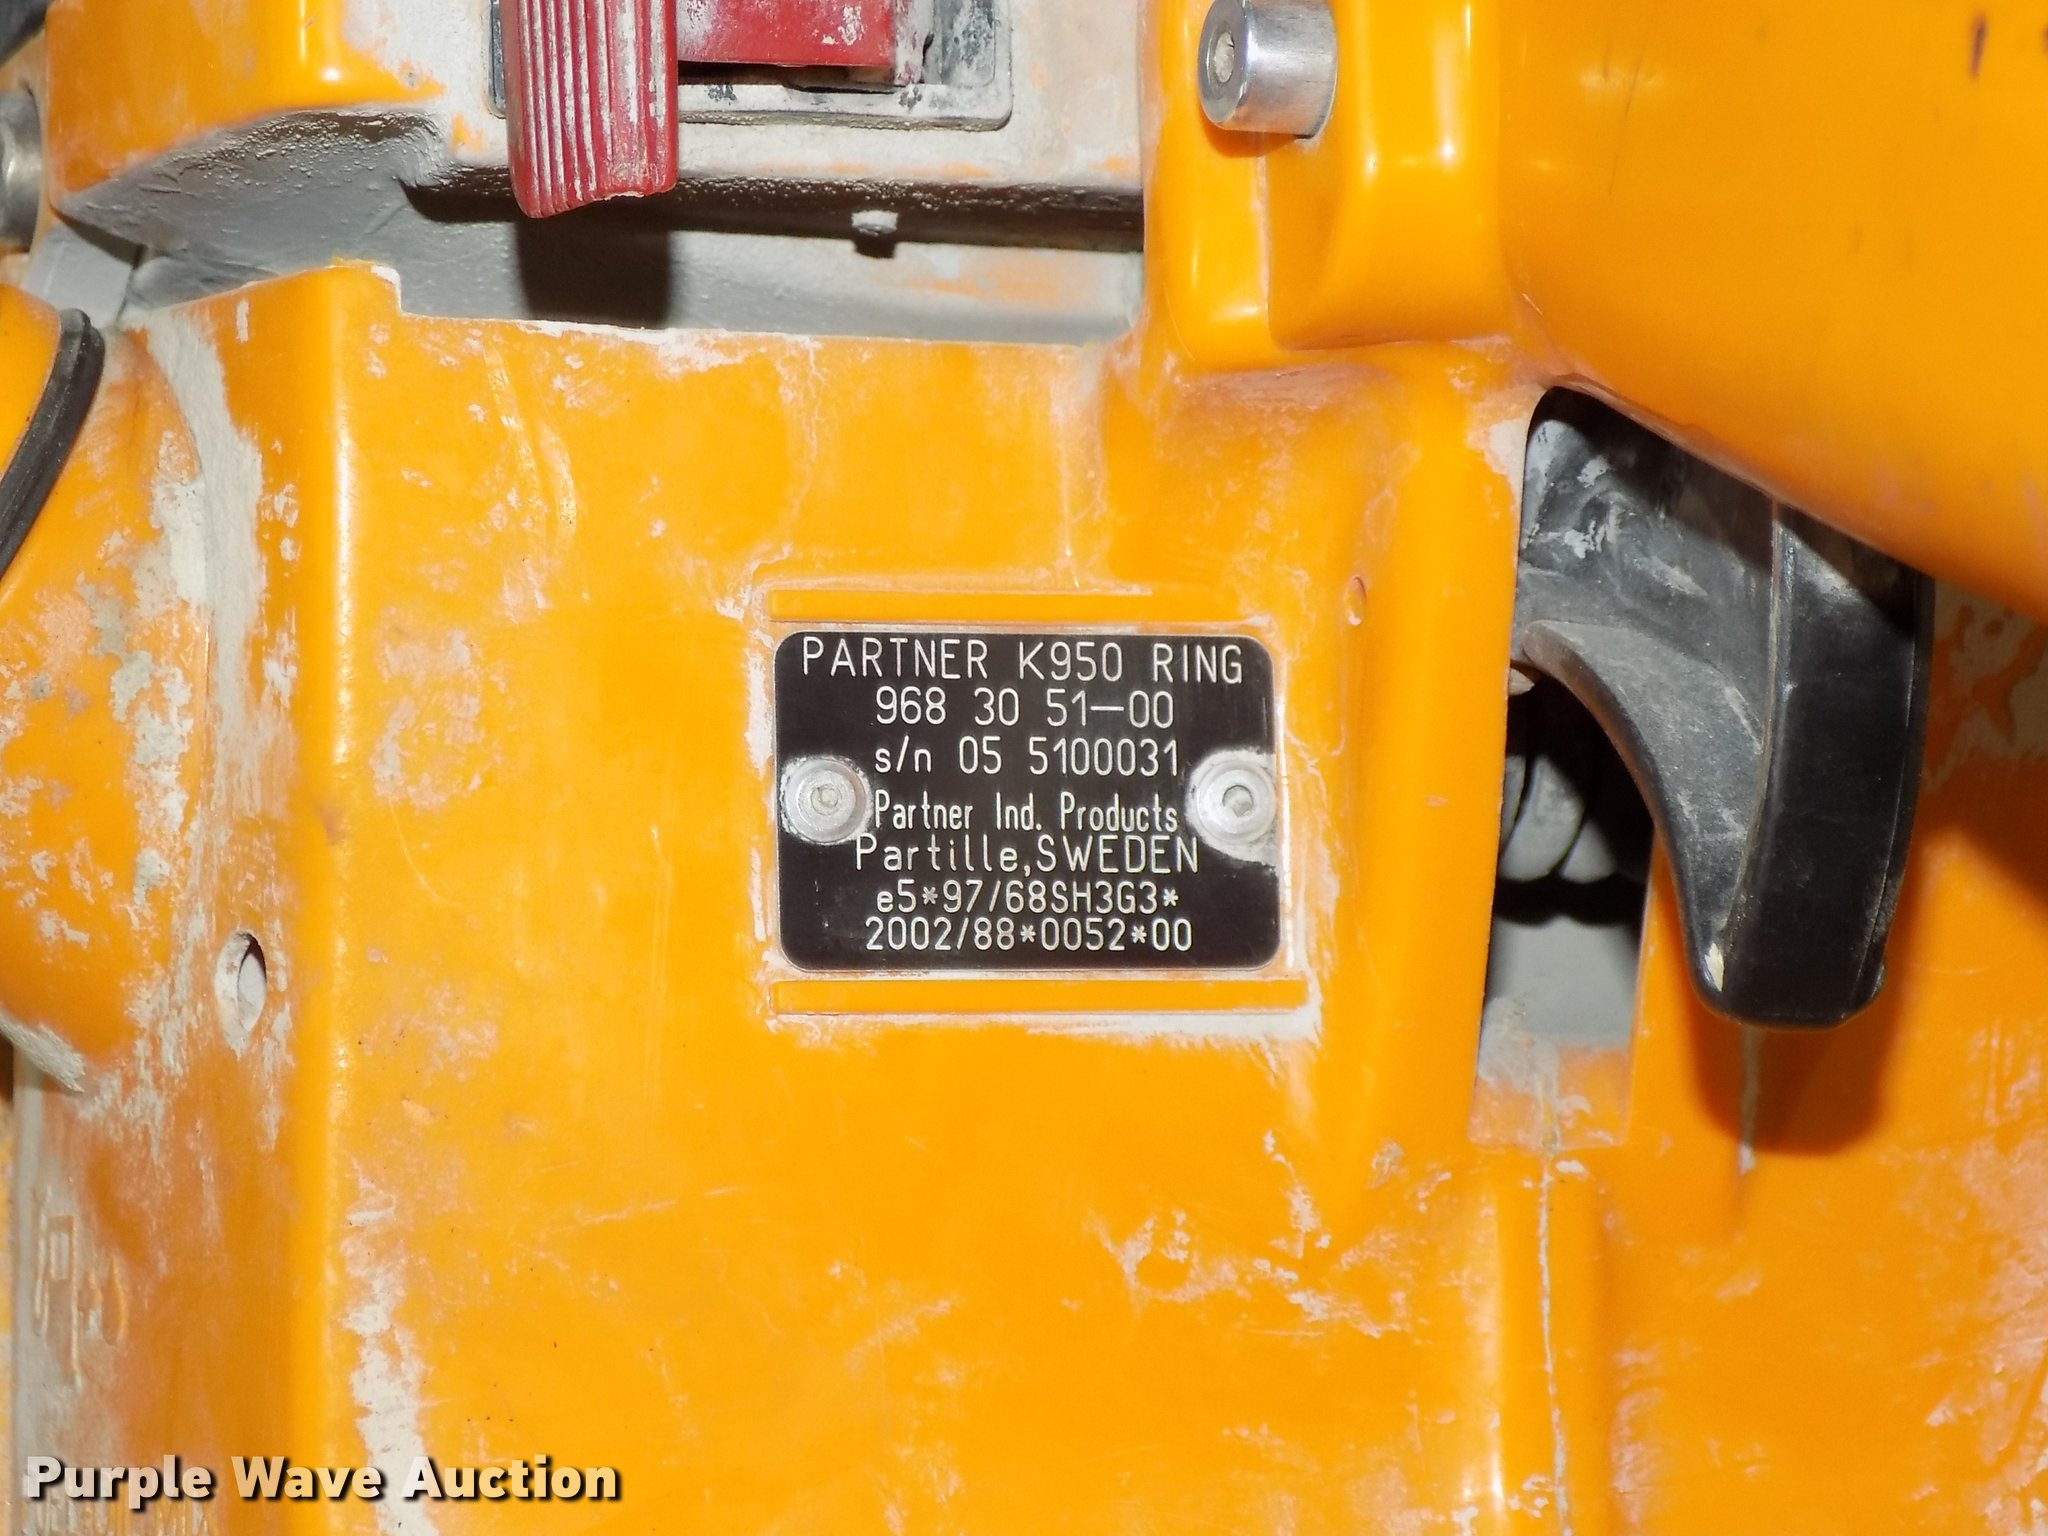 PARTNER K950 RING
968 30 51-00
s/n 05 5100031
Partner Ind. Products
Partille,SWEDEN
e5*97/68SH3G3*
2002/88*0052*00
Purple Wave Auction